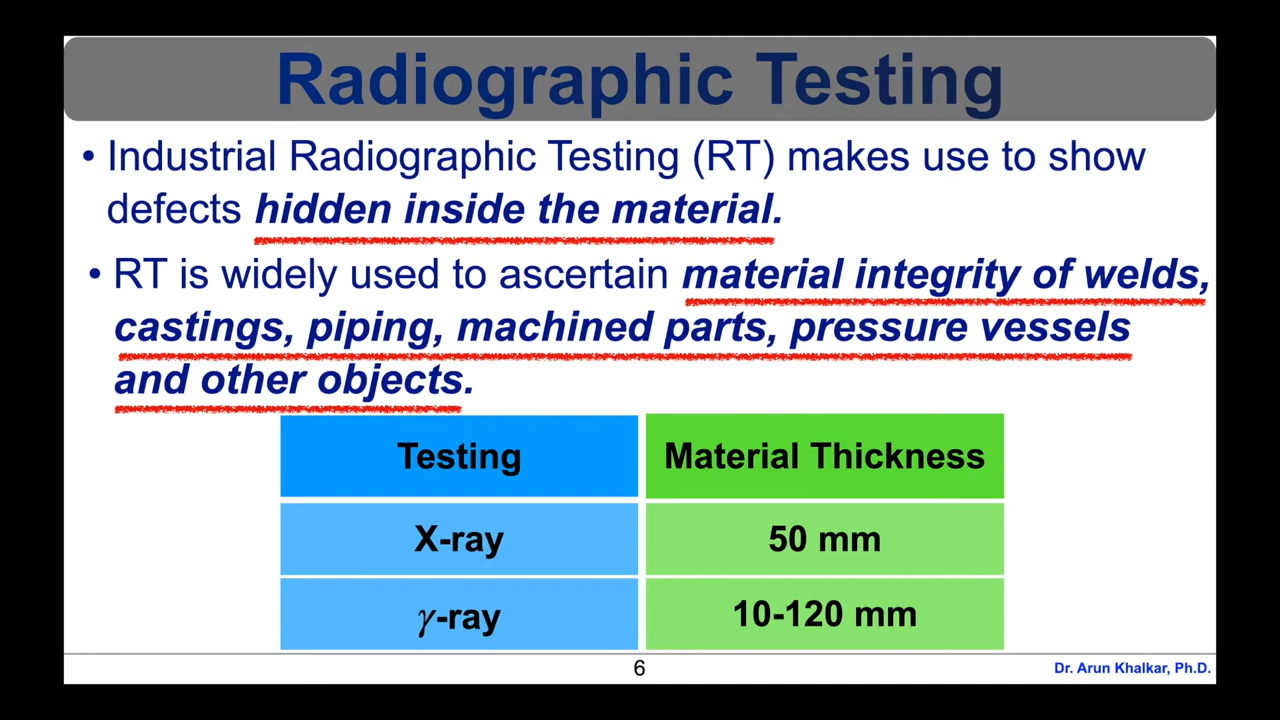 Radiographic Testing
• Industrial Radiographic Testing (RT) makes use to show
defects hidden inside the material.
• RT is widely used to ascertain material integrity of welds,
castings, piping, machined parts, pressure vessels
and other objects.
Testing Material Thickness
X-ray 50 mm
γ-ray 10-120 mm
6
Dr. Arun Khalkar, Ph.D.